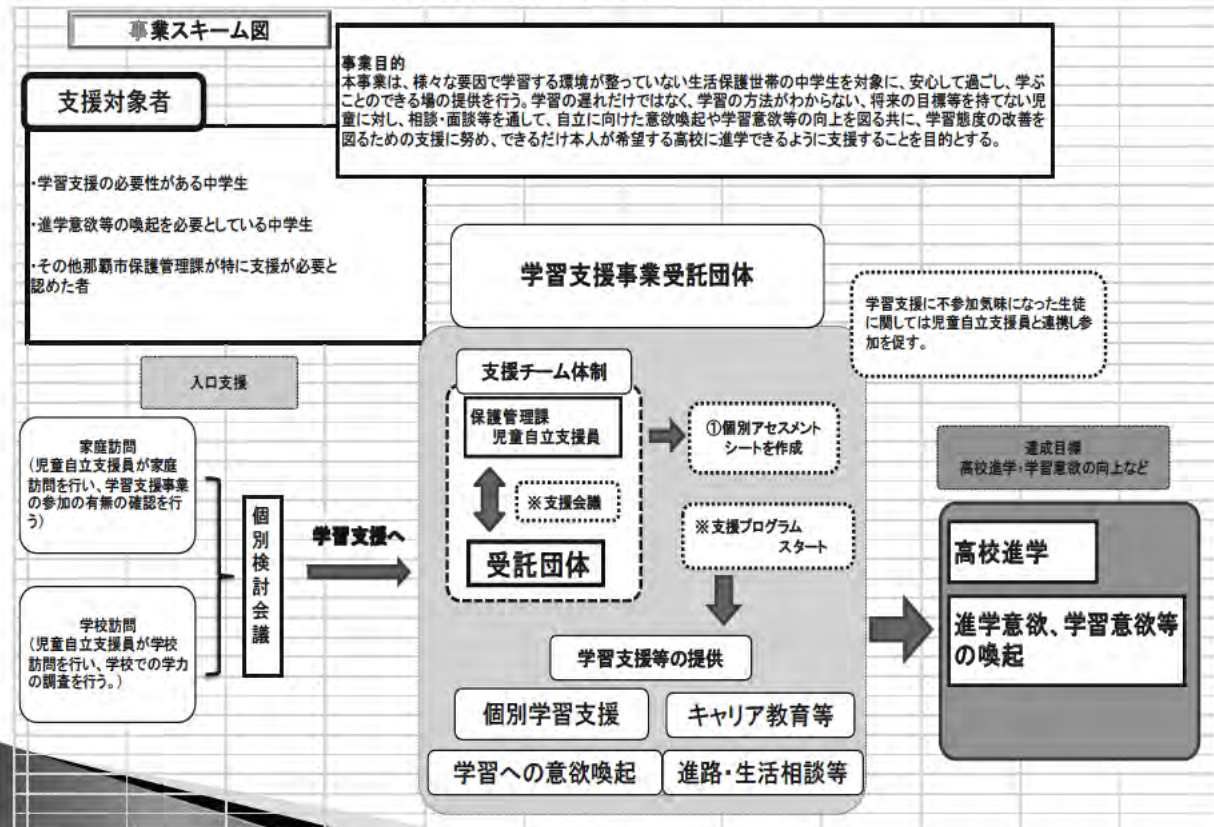 事業スキーム図
事業目的
本事業は、様々な要因で学習する環境が整っていない生活保護世帯の中学生を対象に、安心して過ごし、学ぶ
ことのできる場の提供を行う。学習の遅れだけではなく、学習の方法がわからない、将来の目標等を持てない児
童に対し、相談・面談等を通して、自立に向けた意欲喚起や学習意欲等の向上を図る共に、学習態度の改善を
図るための支援に努め、できるだけ本人が希望する高校に進学できるように支援することを目的とする。
支援対象者
・学習支援の必要性がある中学生
・進学意欲等の喚起を必要としている中学生
・その他那覇市保護管理課が特に支援が必要と
認めた者
学習支援事業受託団体
学習支援に不参加気味になった生徒
に関しては児童自立支援員と連携し参
加を促す。
入口支援
家庭訪問
(児童自立支援員が家庭
訪問を行い、学習支援事業
の参加の有無の確認を行
う)
学校訪問
(児童自立支援員が学校
訪問を行い、学校での学力
の調査を行う。)
個別検討会議
学習支援へ
支援チーム体制
保護管理課
児童自立支援員
※支援会議
受託団体
①個別アセスメント
シートを作成
※支援プログラム
スタート
学習支援等の提供
個別学習支援
キャリア教育等
学習への意欲喚起
進路・生活相談等
達成目標
高校進学・学習意欲の向上など
高校進学
進学意欲、学習意欲等
の喚起